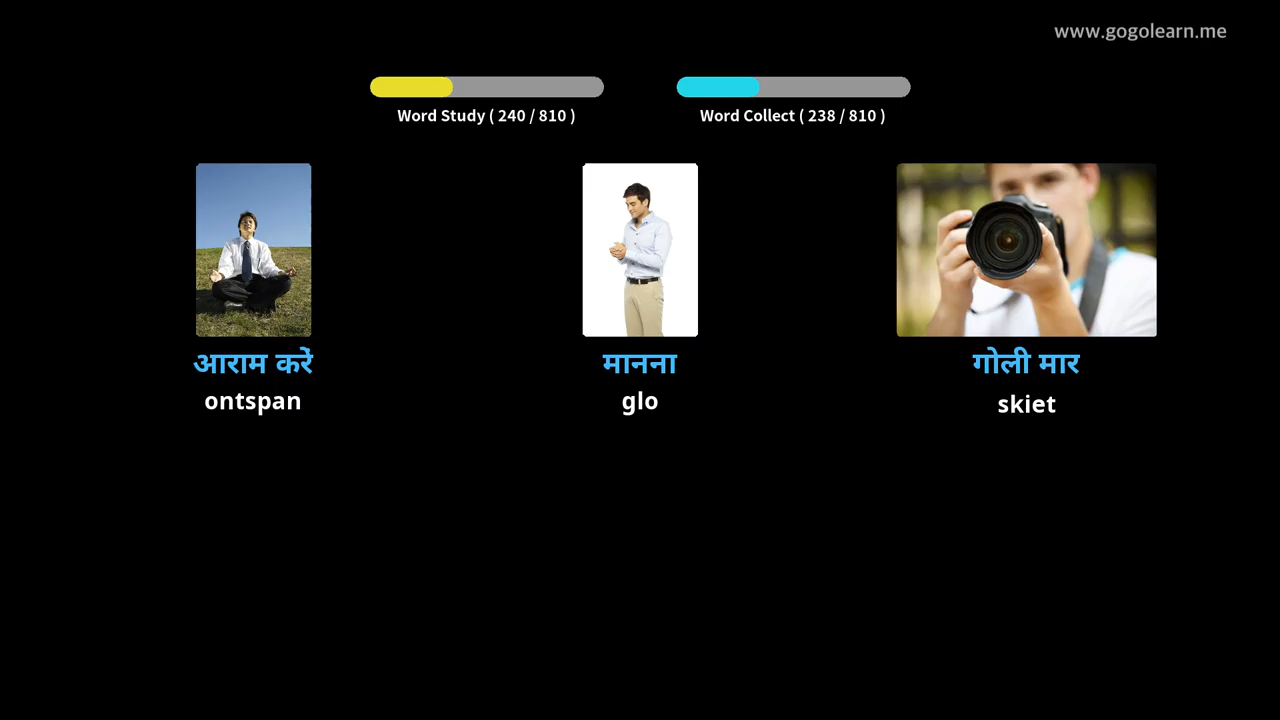 www.gogolearn.me
Word Study ( 240 / 810 )
Word Collect ( 238 / 810 )
आराम करें
ontspan
मानना
glo
गोली मार
skiet